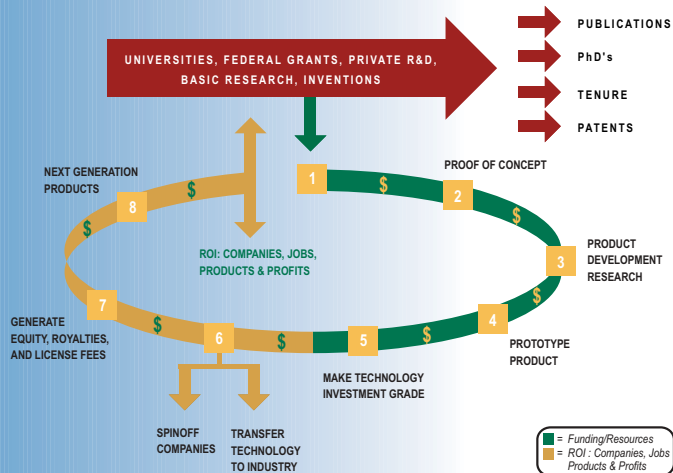 UNIVERSITIES, FEDERAL GRANTS, PRIVATE R&D,
BASIC RESEARCH, INVENTIONS
PUBLICATIONS
PhD's
TENURE
PATENTS
1
$
PROOF OF CONCEPT
2
$
PRODUCT
DEVELOPMENT
RESEARCH
3
$
4
PROTOTYPE
PRODUCT
$
5
MAKE TECHNOLOGY
INVESTMENT GRADE
$
6
SPINOFF
COMPANIES
TRANSFER
TECHNOLOGY
TO INDUSTRY
$
7
GENERATE
EQUITY, ROYALTIES,
AND LICENSE FEES
$
8
NEXT GENERATION
PRODUCTS
$
ROI: COMPANIES, JOBS,
PRODUCTS & PROFITS
= Funding/Resources
= ROI : Companies, Jobs
Products & Profits